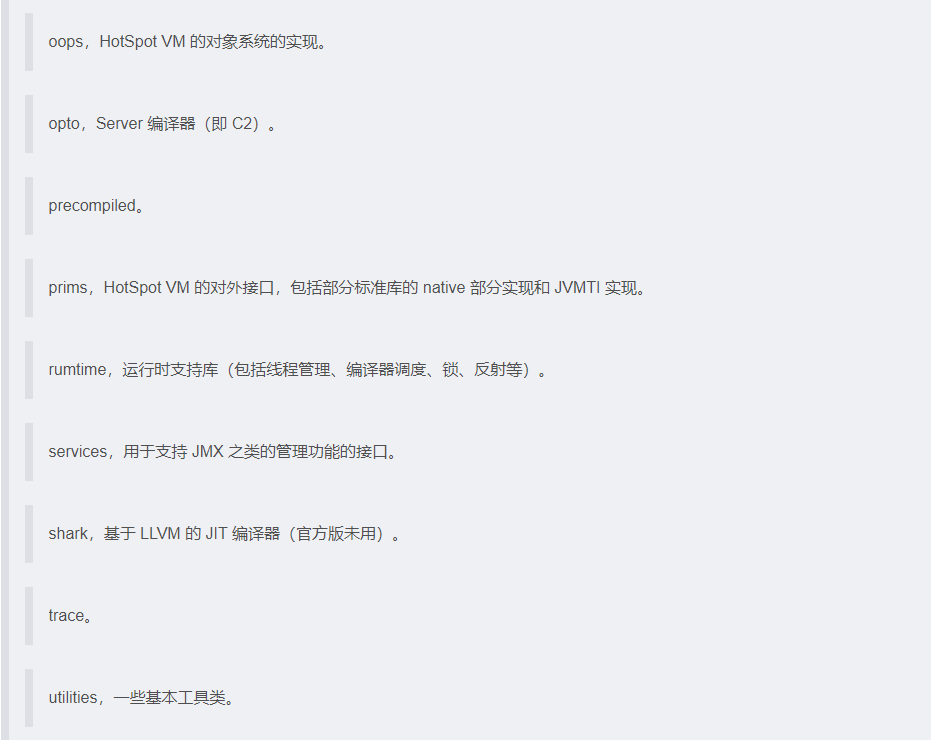 oops，HotSpot VM 的对象系统的实现。
opto，Server 编译器（即 C2）。
precompiled。
prims，HotSpot VM 的对外接口，包括部分标准库的 native 部分实现和 JVMTI 实现。
rumtime，运行时支持库（包括线程管理、编译器调度、锁、反射等）。
services，用于支持 JMX 之类的管理功能的接口。
shark，基于 LLVM 的 JIT 编译器（官方版未用）。
trace。
utilities，一些基本工具类。